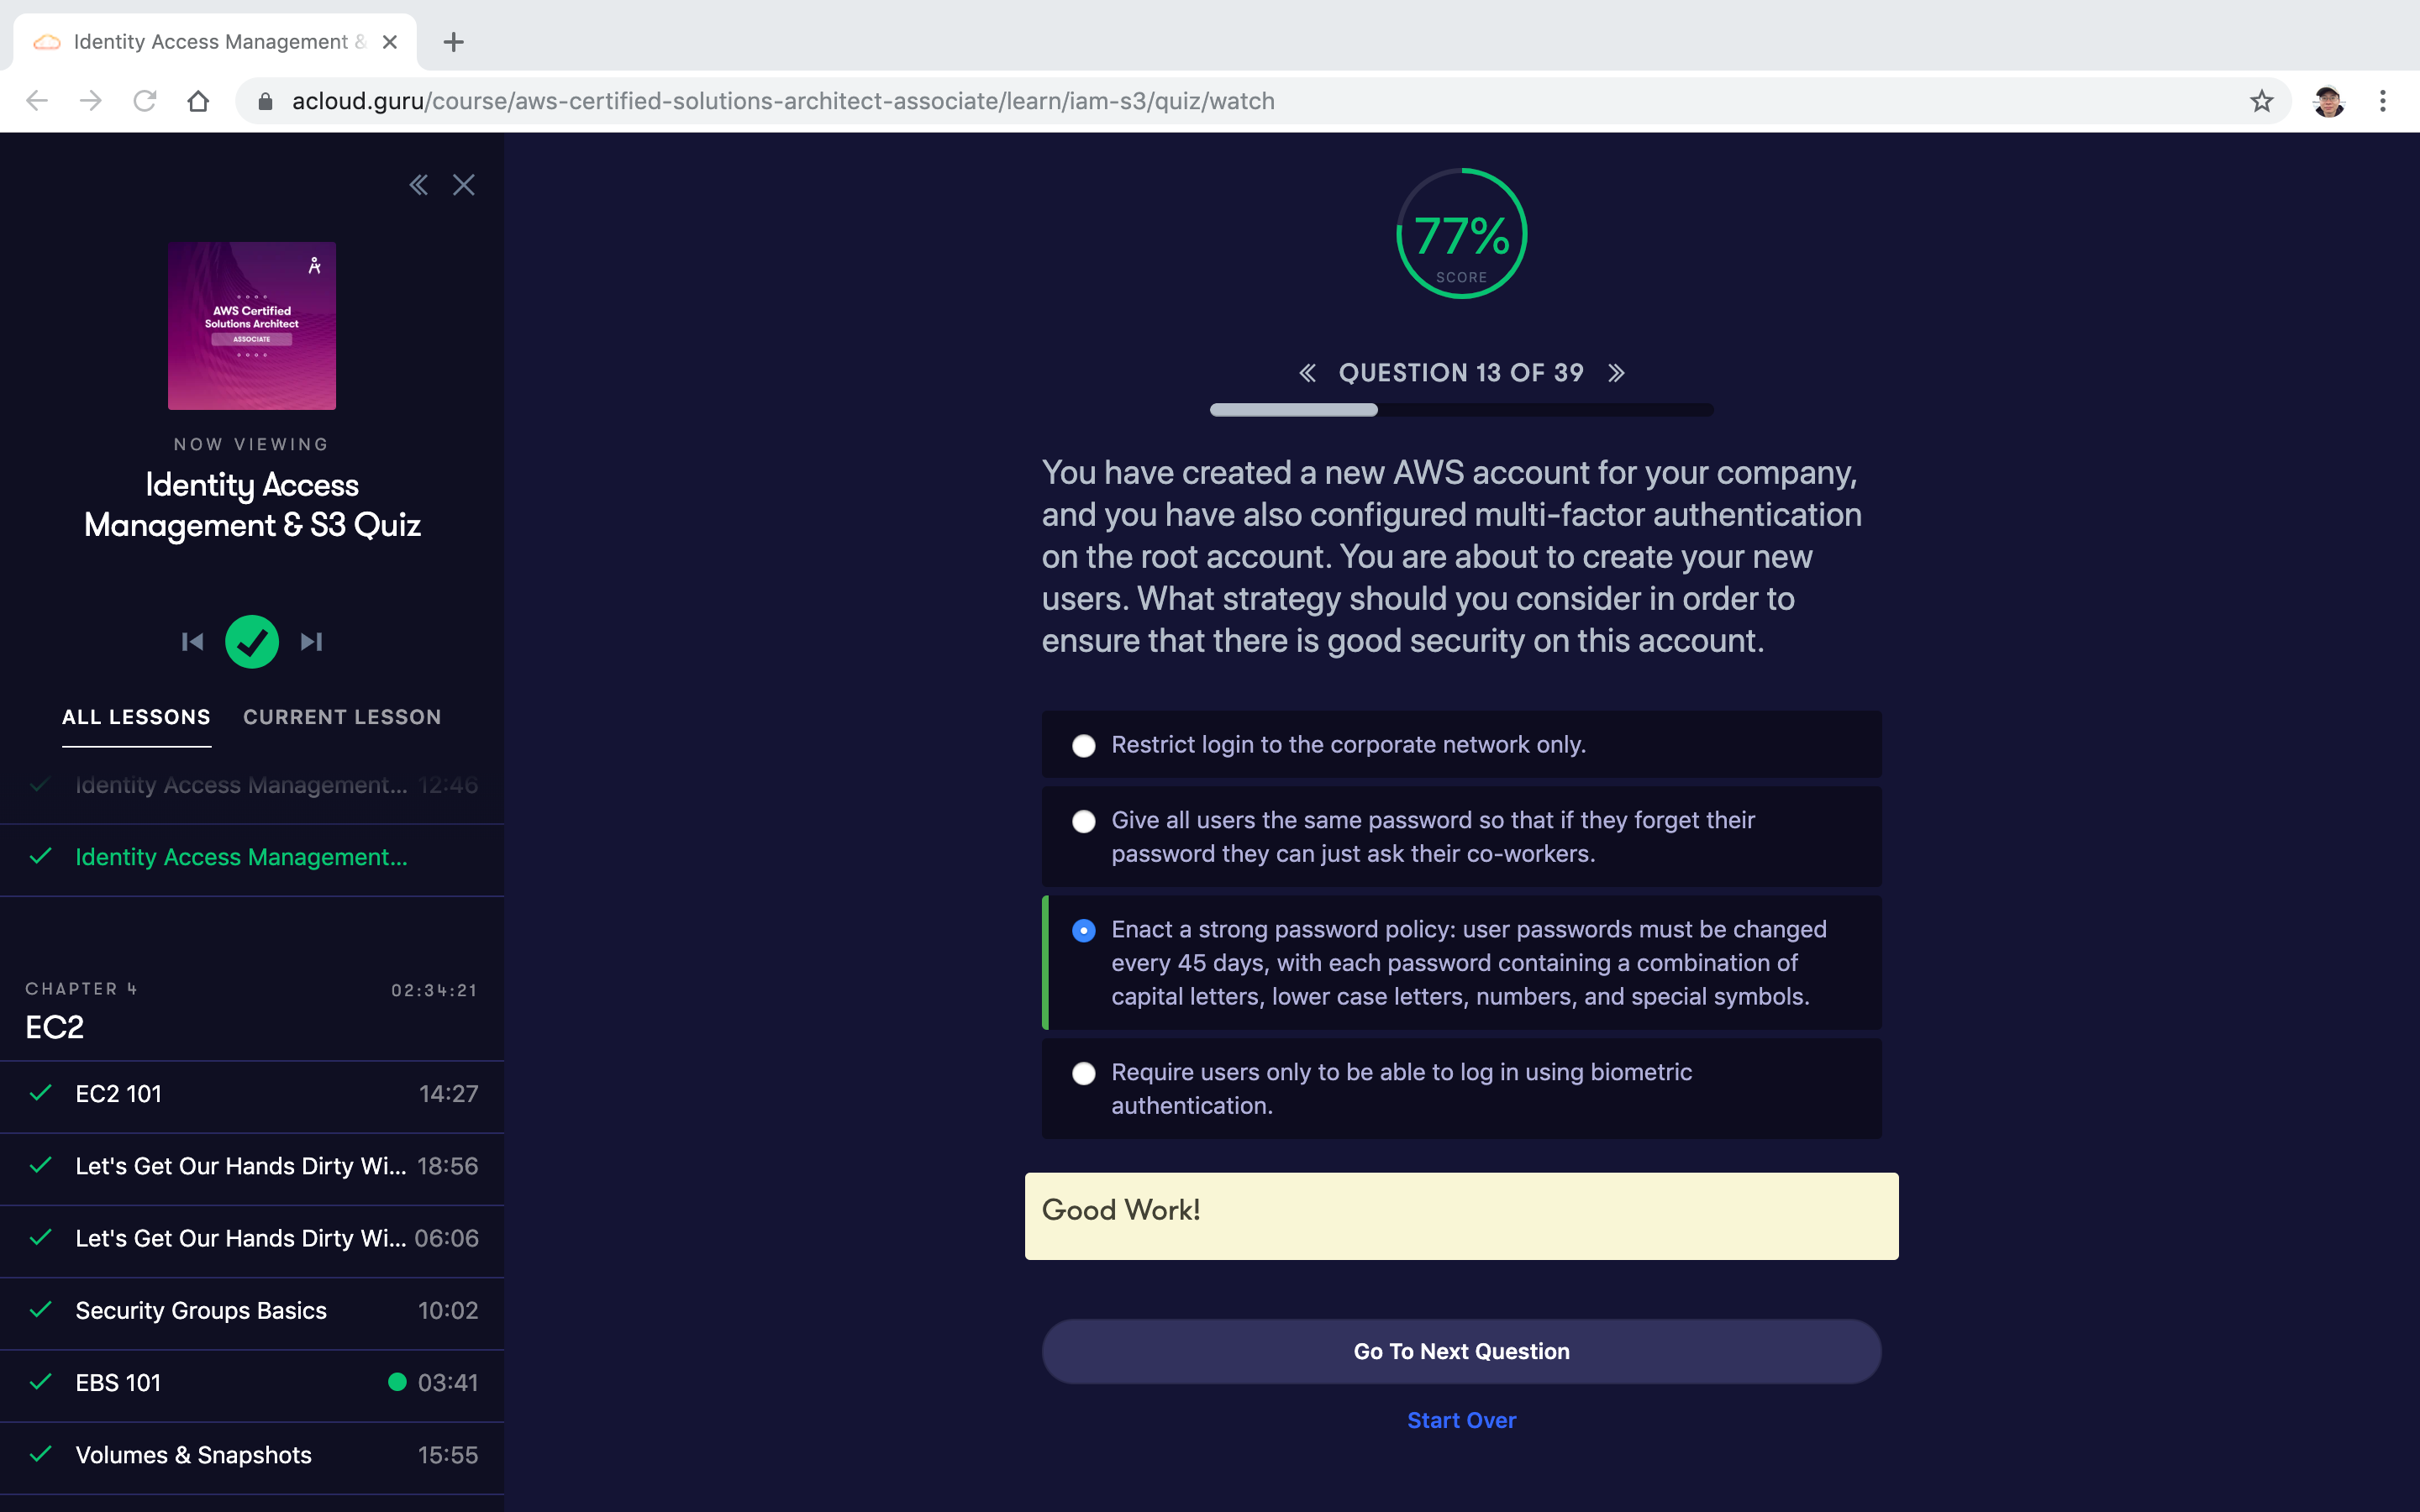 Identity Access Management &
acloud.guru/course/aws-certified-solutions-architect-associate/learn/iam-s3/quiz/watch
AWS Certified
Solutions Architect
ASSOCIATE
NOW VIEWING
Identity Access
Management & S3 Quiz
ALL LESSONS CURRENT LESSON
Identity Access Management... 12:46
Identity Access Management...
CHAPTER 4 02:34:21
EC2
EC2 101 14:27
Let's Get Our Hands Dirty Wi... 18:56
Let's Get Our Hands Dirty Wi... 06:06
Security Groups Basics 10:02
EBS 101 03:41
Volumes & Snapshots 15:55
77%
SCORE
QUESTION 13 OF 39
You have created a new AWS account for your company,
and you have also configured multi-factor authentication
on the root account. You are about to create your new
users. What strategy should you consider in order to
ensure that there is good security on this account.
Restrict login to the corporate network only.
Give all users the same password so that if they forget their
password they can just ask their co-workers.
Enact a strong password policy: user passwords must be changed
every 45 days, with each password containing a combination of
capital letters, lower case letters, numbers, and special symbols.
Require users only to be able to log in using biometric
authentication.
Good Work!
Go To Next Question
Start Over